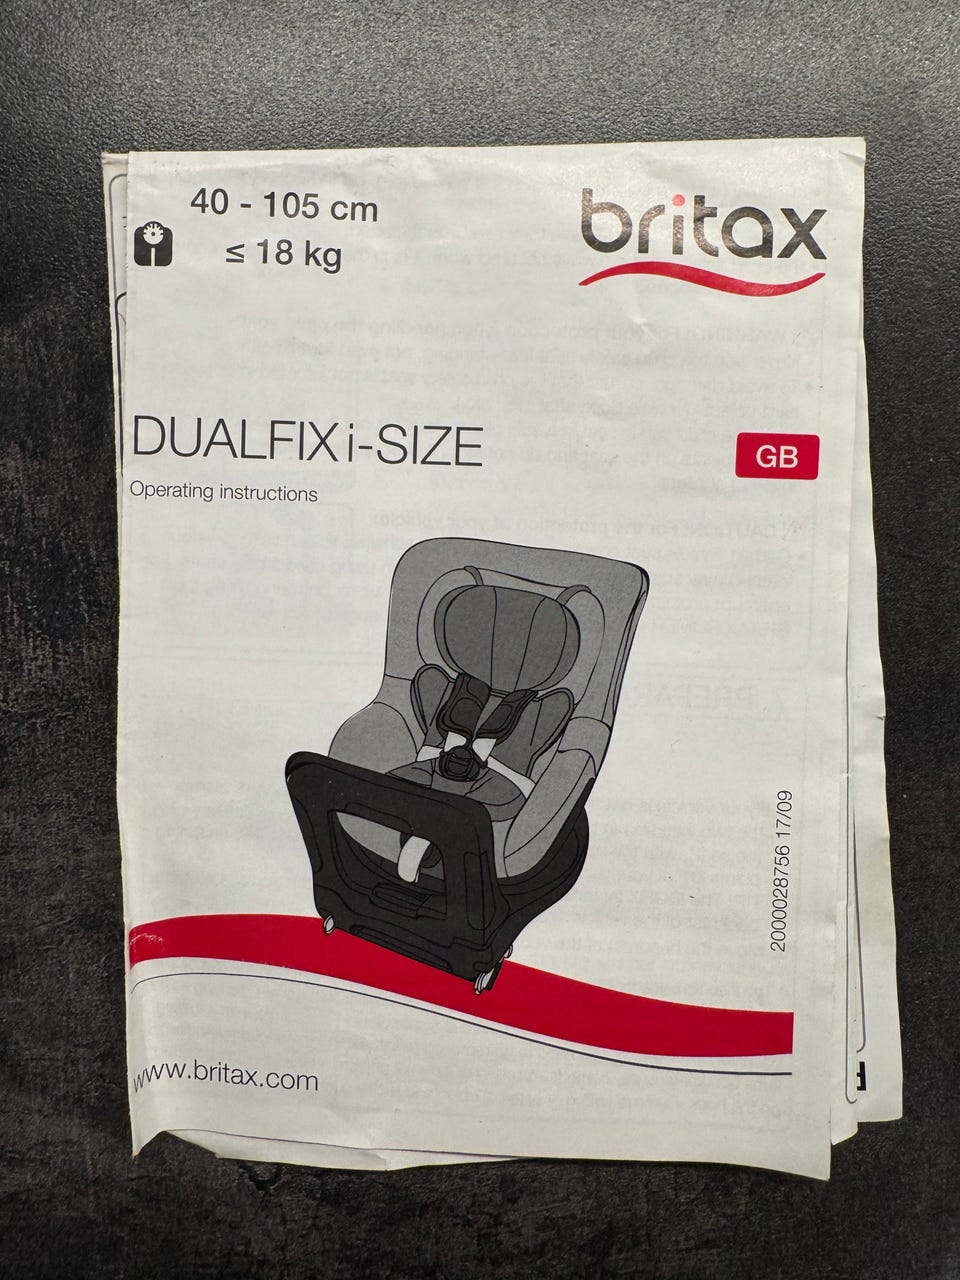 40 - 105 cm
≤ 18 kg
britax
DUALFIX i-SIZE
GB
Operating instructions
2000028756 17/09
www.britax.com